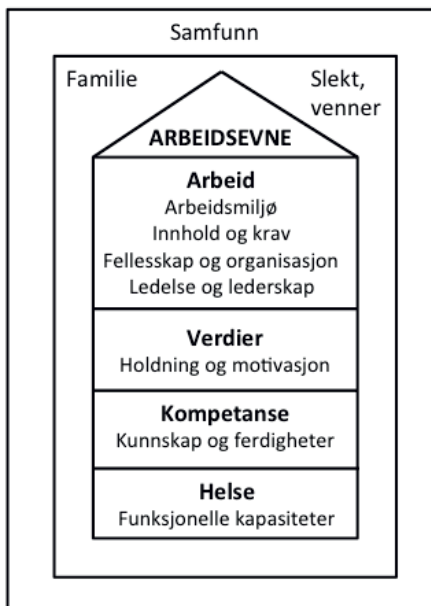 Samfunn
Familie
Slekt,
venner
ARBEIDSEVNE
Arbeid
Arbeidsmiljø
Innhold og krav
Fellesskap og organisasjon
Ledelse og lederskap
Verdier
Holdning og motivasjon
Kompetanse
Kunnskap og ferdigheter
Helse
Funksjonelle kapasiteter